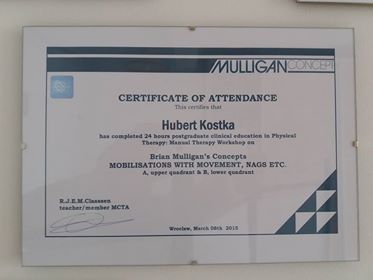 MULLIGAN CONCEPT
CERTIFICATE OF ATTENDANCE
This certifies that
Hubert Kostka
has completed 24 hours postgraduate clinical education in Physical
Therapy: Manual Therapy Workshop on
Brian Mulligan's Concepts
MOBILISATIONS WITH MOVEMENT, NAGS ETC.
A, upper quadrant & B, lower quadrant
R.J.E.M. Claassen
teacher/member MCTA
Wroclaw, March 08th 2015